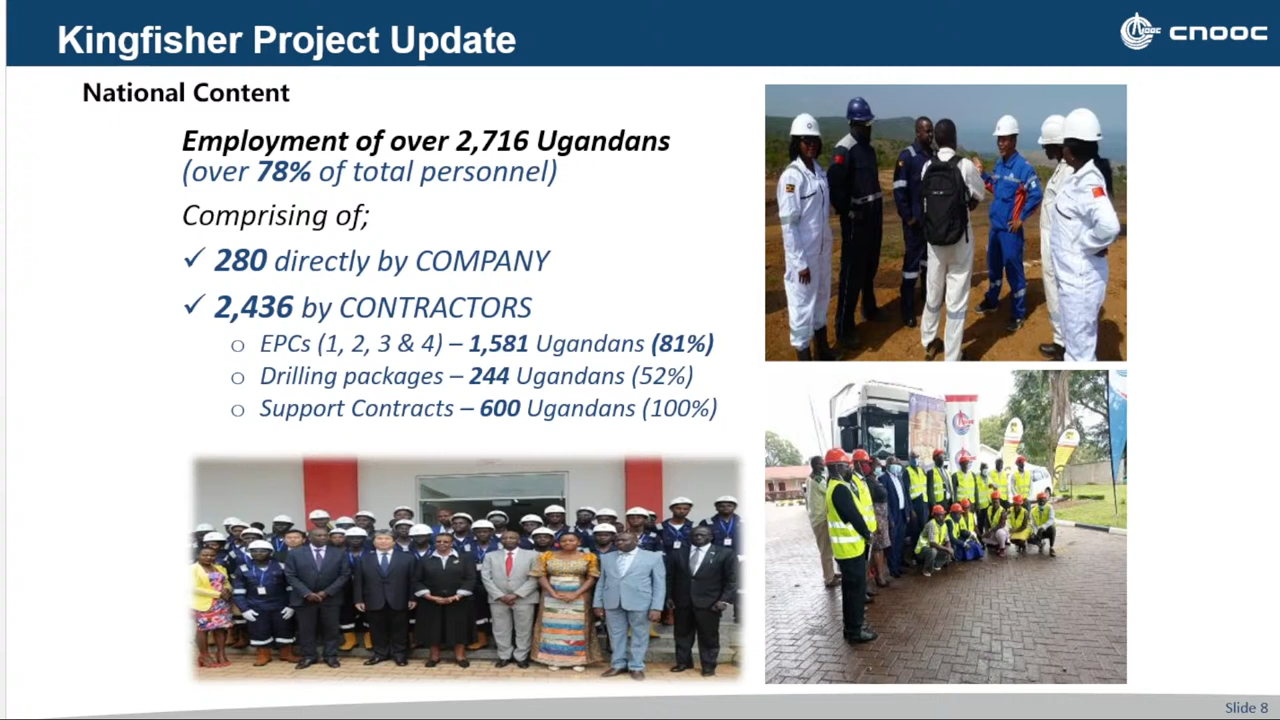 Kingfisher Project Update
CNOOC
National Content
Employment of over 2,716 Ugandans
(over 78% of total personnel)
Comprising of;
✓ 280 directly by COMPANY
✓ 2,436 by CONTRACTORS
o EPCs (1, 2, 3 & 4) – 1,581 Ugandans (81%)
o Drilling packages – 244 Ugandans (52%)
o Support Contracts – 600 Ugandans (100%)
Slide 8